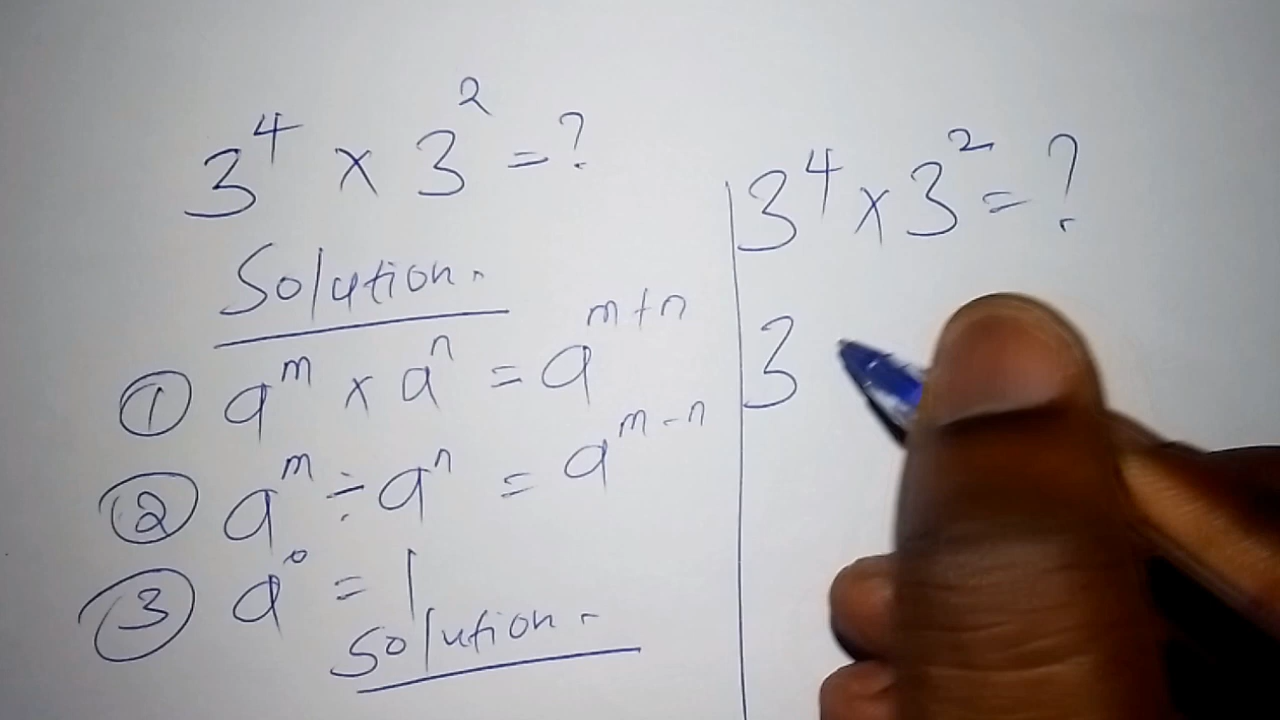 3⁴ × 3² = ?
Solution.
① aᵐ × aⁿ = aᵐ⁺ⁿ
② aᵐ ÷ aⁿ = aᵐ⁻ⁿ
③ a⁰ = 1
Solution.
3⁴ × 3² = ?
3